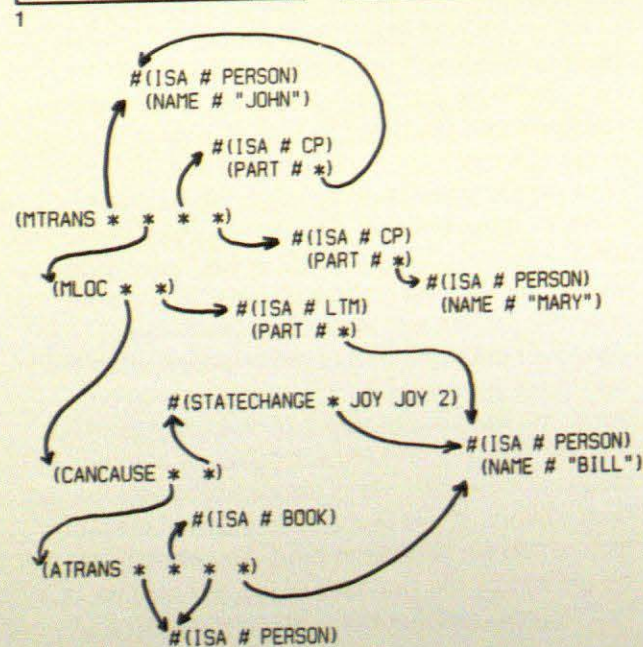 1
#(ISA # PERSON)
(NAME # "JOHN")
#(ISA # CP)
(PART # *)
(MTRANS * * * *)
#(ISA # CP)
(PART # *)
#(ISA # PERSON)
(NAME # "MARY")
(MLOC * *)
#(ISA # LTM)
(PART # *)
#(STATECHANGE * JOY JOY 2)
#(ISA # PERSON)
(NAME # "BILL")
(CANCAUSE * *)
#(ISA # BOOK)
(ATRANS * * * *)
#(ISA # PERSON)